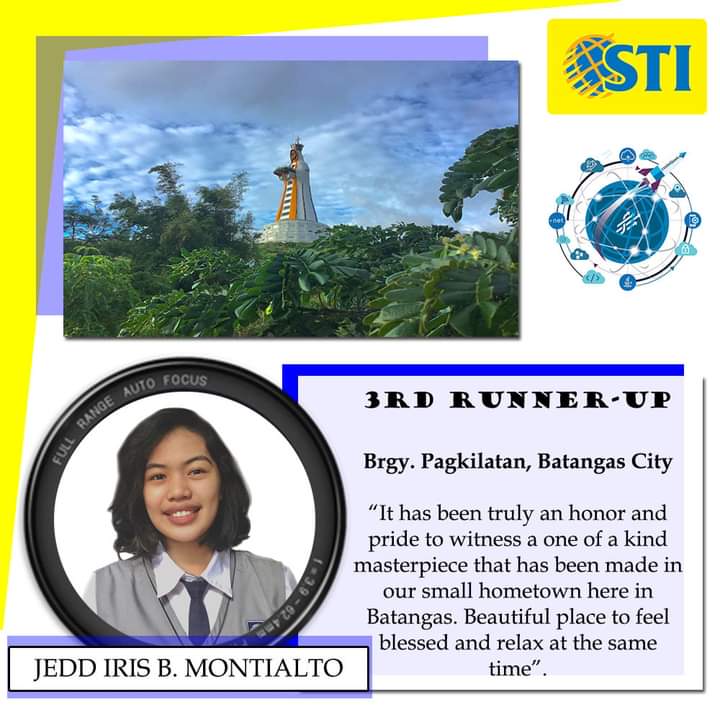 STI
.net
</>
3RD RUNNER-UP
Brgy. Pagkilatan, Batangas City
“It has been truly an honor and
pride to witness a one of a kind
masterpiece that has been made in
our small hometown here in
Batangas. Beautiful place to feel
blessed and relax at the same
time”.
FULL RANGE AUTO FOCUS
JEDD IRIS B. MONTIALTO